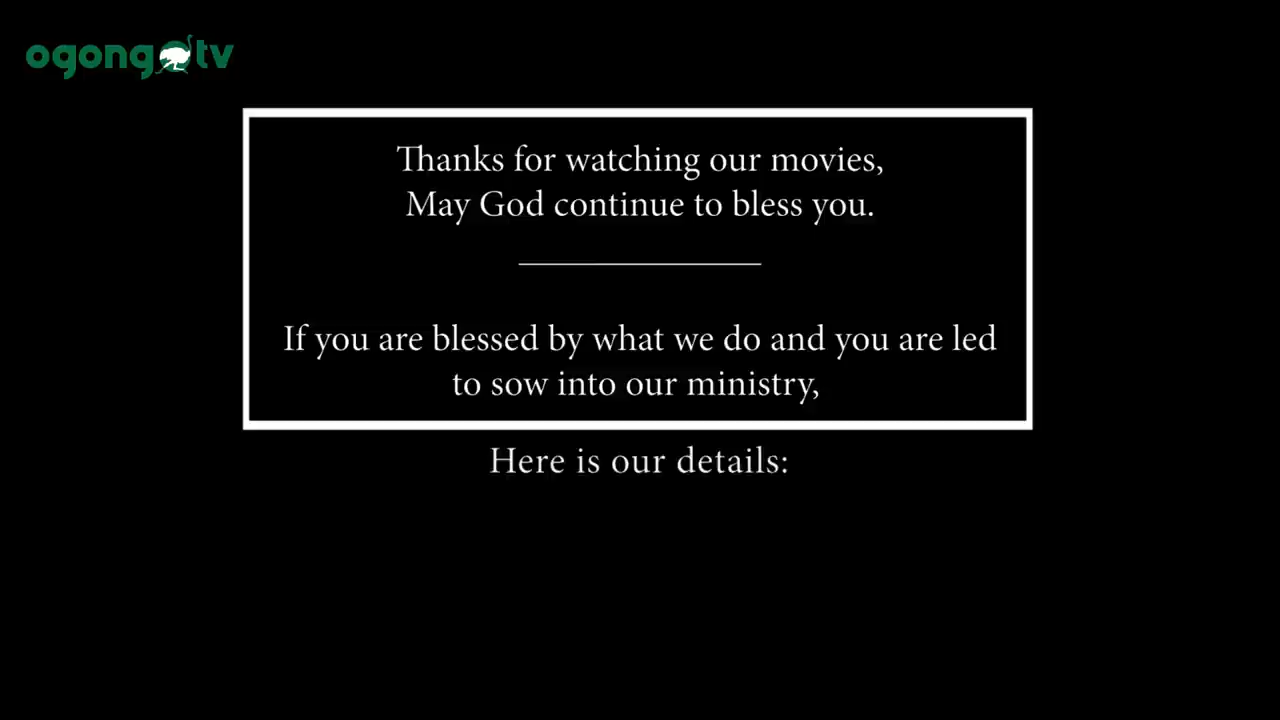 ogongotv
Thanks for watching our movies,
May God continue to bless you.
If you are blessed by what we do and you are led
to sow into our ministry,
Here is our details: